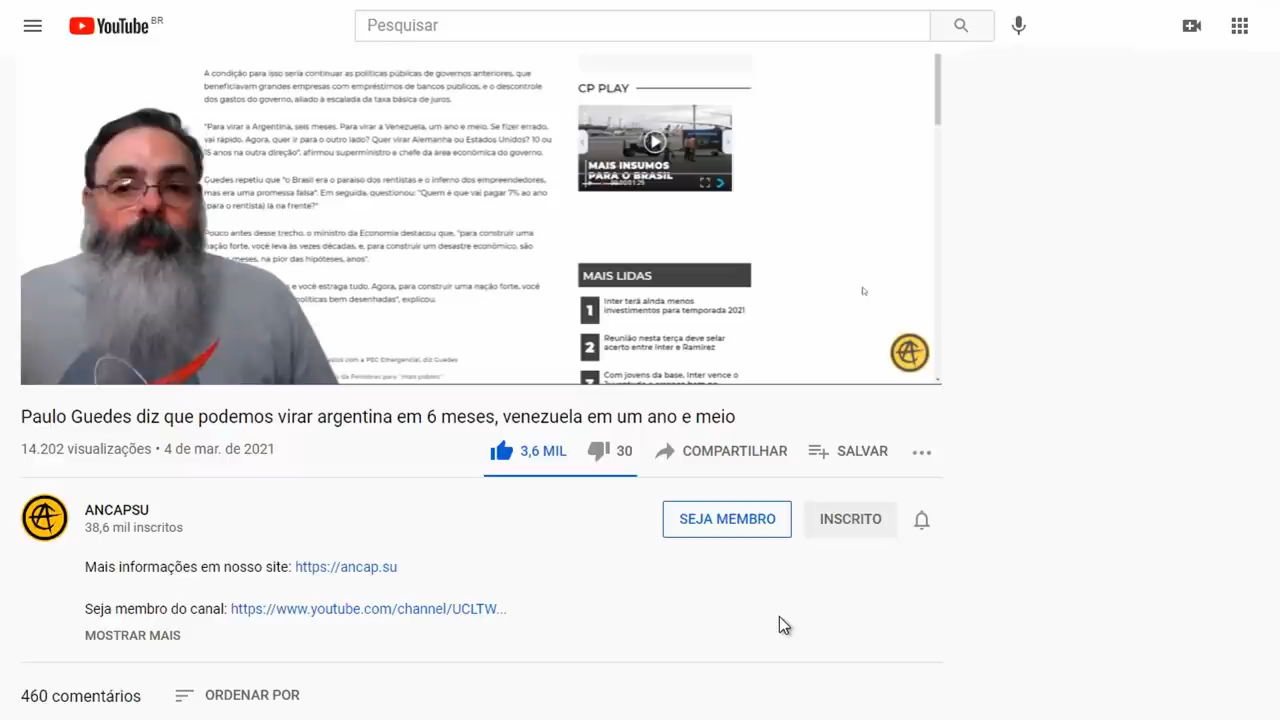 YouTube BR
Pesquisar
A condição para isso seria continuar as políticas públicas de governos anteriores, que
beneficiavam grandes empresas com empréstimos de bancos públicos, e o descontrole
dos gastos do governo, aliado à escalada da taxa básica de juros.
"Para virar a Argentina, seis meses. Para virar a Venezuela, um ano e meio. Se fizer errado,
vai rápido. Agora, quer ir para o outro lado? Quer virar Alemanha ou Estados Unidos? 10 ou
15 anos na outra direção", afirmou superministro e chefe da área econômica do governo.
Guedes repetiu que "o Brasil era o paraíso dos rentistas e o inferno dos empreendedores,
mas era uma promessa falsa". Em seguida, questionou: "Quem é que vai pagar 7% ao ano
(para o rentista) lá na frente?"
Pouco antes desse trecho, o ministro da Economia destacou que, "para construir uma
nação forte, você leva às vezes décadas, e, para construir um desastre econômico, são
meses, na pior das hipóteses, anos".
e você estraga tudo. Agora, para construir uma nação forte, você
políticas bem desenhadas", explicou.
com a PEC Emergencial, diz Guedes
CP PLAY
MAIS INSUMOS
PARA O BRASIL
MAIS LIDAS
1 Inter terá ainda menos
investimentos para temporada 2021
2 Reunião nesta terça deve selar
acerto entre Inter e Ramírez
Com jovens da base, Inter vence o
Paulo Guedes diz que podemos virar argentina em 6 meses, venezuela em um ano e meio
14.202 visualizações • 4 de mar. de 2021
3,6 MIL 30 COMPARTILHAR SALVAR
ANCAPSU
38,6 mil inscritos
SEJA MEMBRO INSCRITO
Mais informações em nosso site: https://ancap.su
Seja membro do canal: https://www.youtube.com/channel/UCLTW...
MOSTRAR MAIS
460 comentários ORDENAR POR